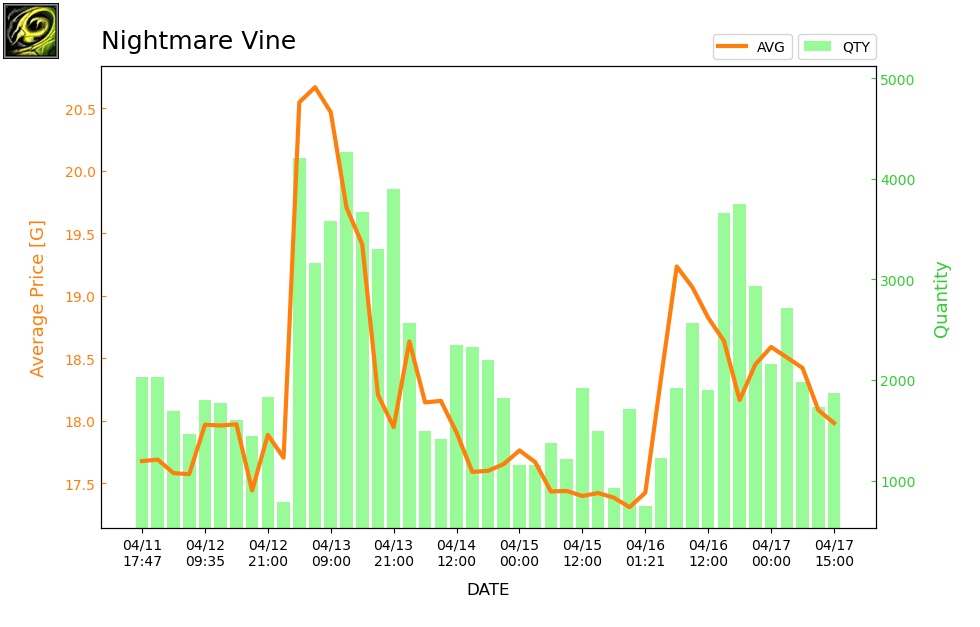 Nightmare Vine
AVG
QTY
Average Price [G]
20.5
20.0
19.5
19.0
18.5
18.0
17.5
5000
4000
3000
2000
1000
Quantity
04/11 04/12 04/12 04/13 04/13 04/14 04/15 04/15 04/16 04/16 04/17 04/17
17:47 09:35 21:00 09:00 21:00 12:00 00:00 12:00 01:21 12:00 00:00 15:00
DATE